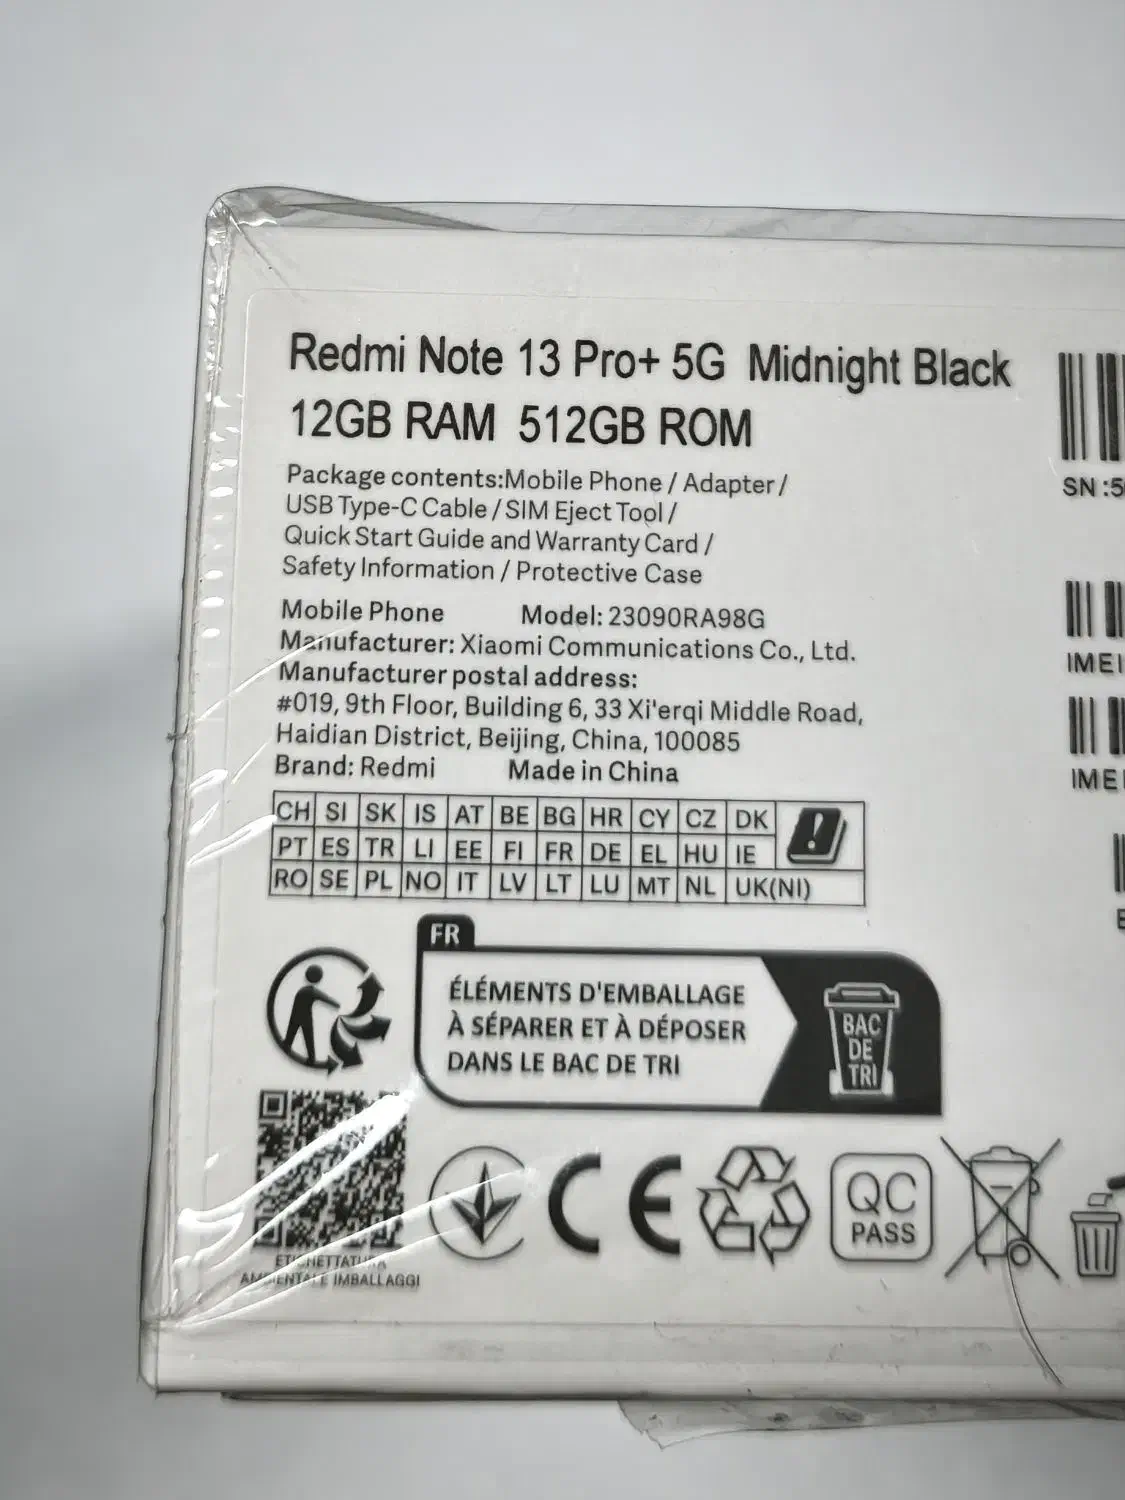 Redmi Note 13 Pro+ 5G Midnight Black
12GB RAM 512GB ROM
Package contents:Mobile Phone / Adapter /
USB Type-C Cable / SIM Eject Tool /
Quick Start Guide and Warranty Card /
Safety Information / Protective Case
Mobile Phone Model: 23090RA98G
Manufacturer: Xiaomi Communications Co., Ltd.
Manufacturer postal address:
#019, 9th Floor, Building 6, 33 Xi'erqi Middle Road,
Haidian District, Beijing, China, 100085
Brand: Redmi Made in China
CH SI SK IS AT BE BG HR CY CZ DK
PT ES TR LI EE FI FR DE EL HU IE
RO SE PL NO IT LV LT LU MT NL UK(NI)
FR
ÉLÉMENTS D'EMBALLAGE
À SÉPARER ET À DÉPOSER
DANS LE BAC DE TRI
BAC
DE
TRI
CE
QC
PASS
ETICHETTATURA
AMBIENTALE IMBALLAGGI
SN :5
IMEI
IMEI